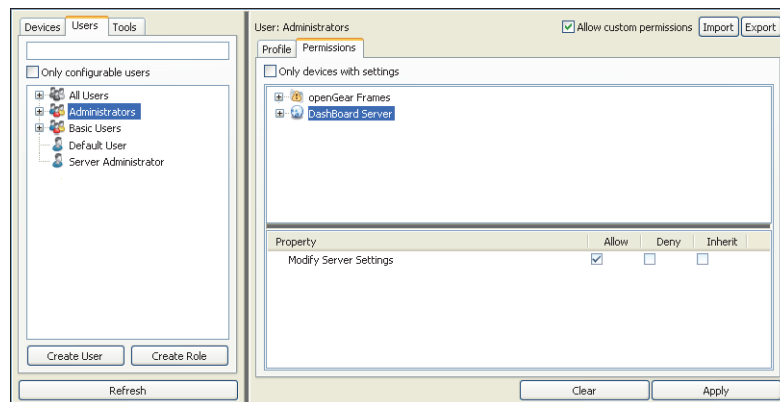 Devices Users Tools
Only configurable users
All Users
Administrators
Basic Users
Default User
Server Administrator
Create User Create Role
Refresh
User: Administrators Allow custom permissions Import Export
Profile Permissions
Only devices with settings
openGear Frames
DashBoard Server
Property Allow Deny Inherit
Modify Server Settings
Clear Apply